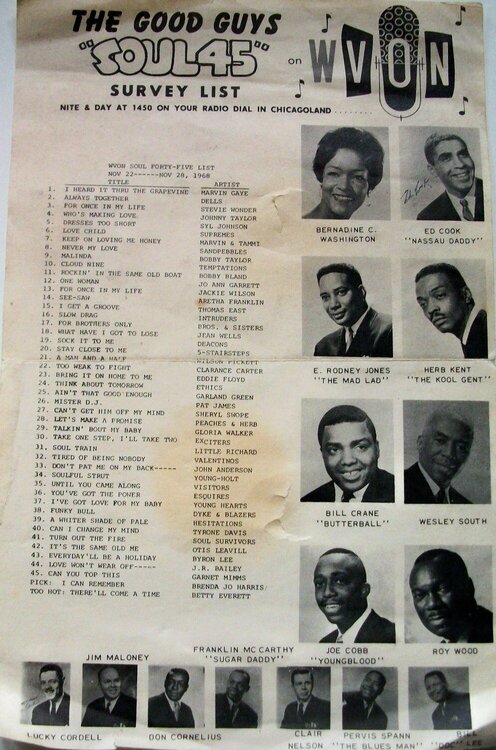 THE GOOD GUYS
"SOUL 45" on WVON
SURVEY LIST
NITE & DAY AT 1450 ON YOUR RADIO DIAL IN CHICAGOLAND.........
WVON SOUL FORTY-FIVE LIST
NOV 22------NOV 28, 1968
TITLE ARTIST
1. I HEARD IT THRU THE GRAPEVINE MARVIN GAYE
2. ALWAYS TOGETHER DELLS
3. FOR ONCE IN MY LIFE STEVIE WONDER
4. WHO'S MAKING LOVE JOHNNY TAYLOR
5. DRESSES TOO SHORT SYL JOHNSON
6. LOVE CHILD SUPREMES
7. KEEP ON LOVING ME HONEY MARVIN & TAMMI
8. NEVER MY LOVE SANDPEBBLES
9. MALINDA BOBBY TAYLOR
10. CLOUD NINE TEMPTATIONS
11. ROCKIN' IN THE SAME OLD BOAT BOBBY BLAND
12. ONE WOMAN JO ANN GARRETT
13. FOR ONCE IN MY LIFE JACKIE WILSON
14. SEE-SAW ARETHA FRANKLIN
15. I GET A GROOVE THOMAS EAST
16. SLOW DRAG INTRUDERS
17. FOR BROTHERS ONLY BROS. & SISTERS
18. WHAT HAVE I GOT TO LOSE JEAN WELLS
19. SOCK IT TO ME DEACONS
20. STAY CLOSE TO ME 5-STAIRSTEPS
21. A MAN AND A HALF WILSON PICKETT
22. TOO WEAK TO FIGHT CLARANCE CARTER
23. BRING IT ON HOME TO ME EDDIE FLOYD
24. THINK ABOUT TOMORROW ETHICS
25. AIN'T THAT GOOD ENOUGH GARLAND GREEN
26. MISTER D.J. PAT JAMES
27. CAN'T GET HIM OFF MY MIND SHERYL SWOPE
28. LET'S MAKE A PROMISE PEACHES & HERB
29. TALKIN' BOUT MY BABY GLORIA WALKER
30. TAKE ONE STEP, I'LL TAKE TWO EXCITERS
31. SOUL TRAIN LITTLE RICHARD
32. TIRED OF BEING NOBODY VALENTINOS
33. DON'T PAT ME ON MY BACK----- JOHN ANDERSON
34. SOULFUL STRUT YOUNG-HOLT
35. UNTIL YOU CAME ALONG VISITORS
36. YOU'VE GOT THE POWER ESQUIRES
37. I'VE GOT LOVE FOR MY BABY YOUNG HEARTS
38. FUNKY BULL DYKE & BLAZERS
39. A WHITER SHADE OF PALE HESITATIONS
40. CAN I CHANGE MY MIND TYRONE DAVIS
41. TURN OUT THE FIRE SOUL SURVIVORS
42. IT'S THE SAME OLD ME OTIS LEAVILL
43. EVERYDAY'LL BE A HOLIDAY BYRON LEE
44. LOVE WON'T WEAR OFF----- J.R. BAILEY
45. CAN YOU TOP THIS GARNET MIMMS
PICK: I CAN REMEMBER BRENDA JO HARRIS/
TOO HOT: THERE'LL COME A TIME BETTY EVERETT
BERNADINE C. WASHINGTON
ED COOK "NASSAU DADDY"
E. RODNEY JONES "THE MAD LAD"
HERB KENT "THE KOOL GENT"
BILL CRANE "BUTTERBALL"
WESLEY SOUTH
JOE COBB "YOUNGBLOOD"
ROY WOOD
LUCKY CORDELL
JIM MALONEY
DON CORNELIUS
FRANKLIN McCARTHY "SUGAR DADDY"
CLAIR NELSON
PERVIS SPANN "THE BLUES MAN"
BILL "DOC" LEE